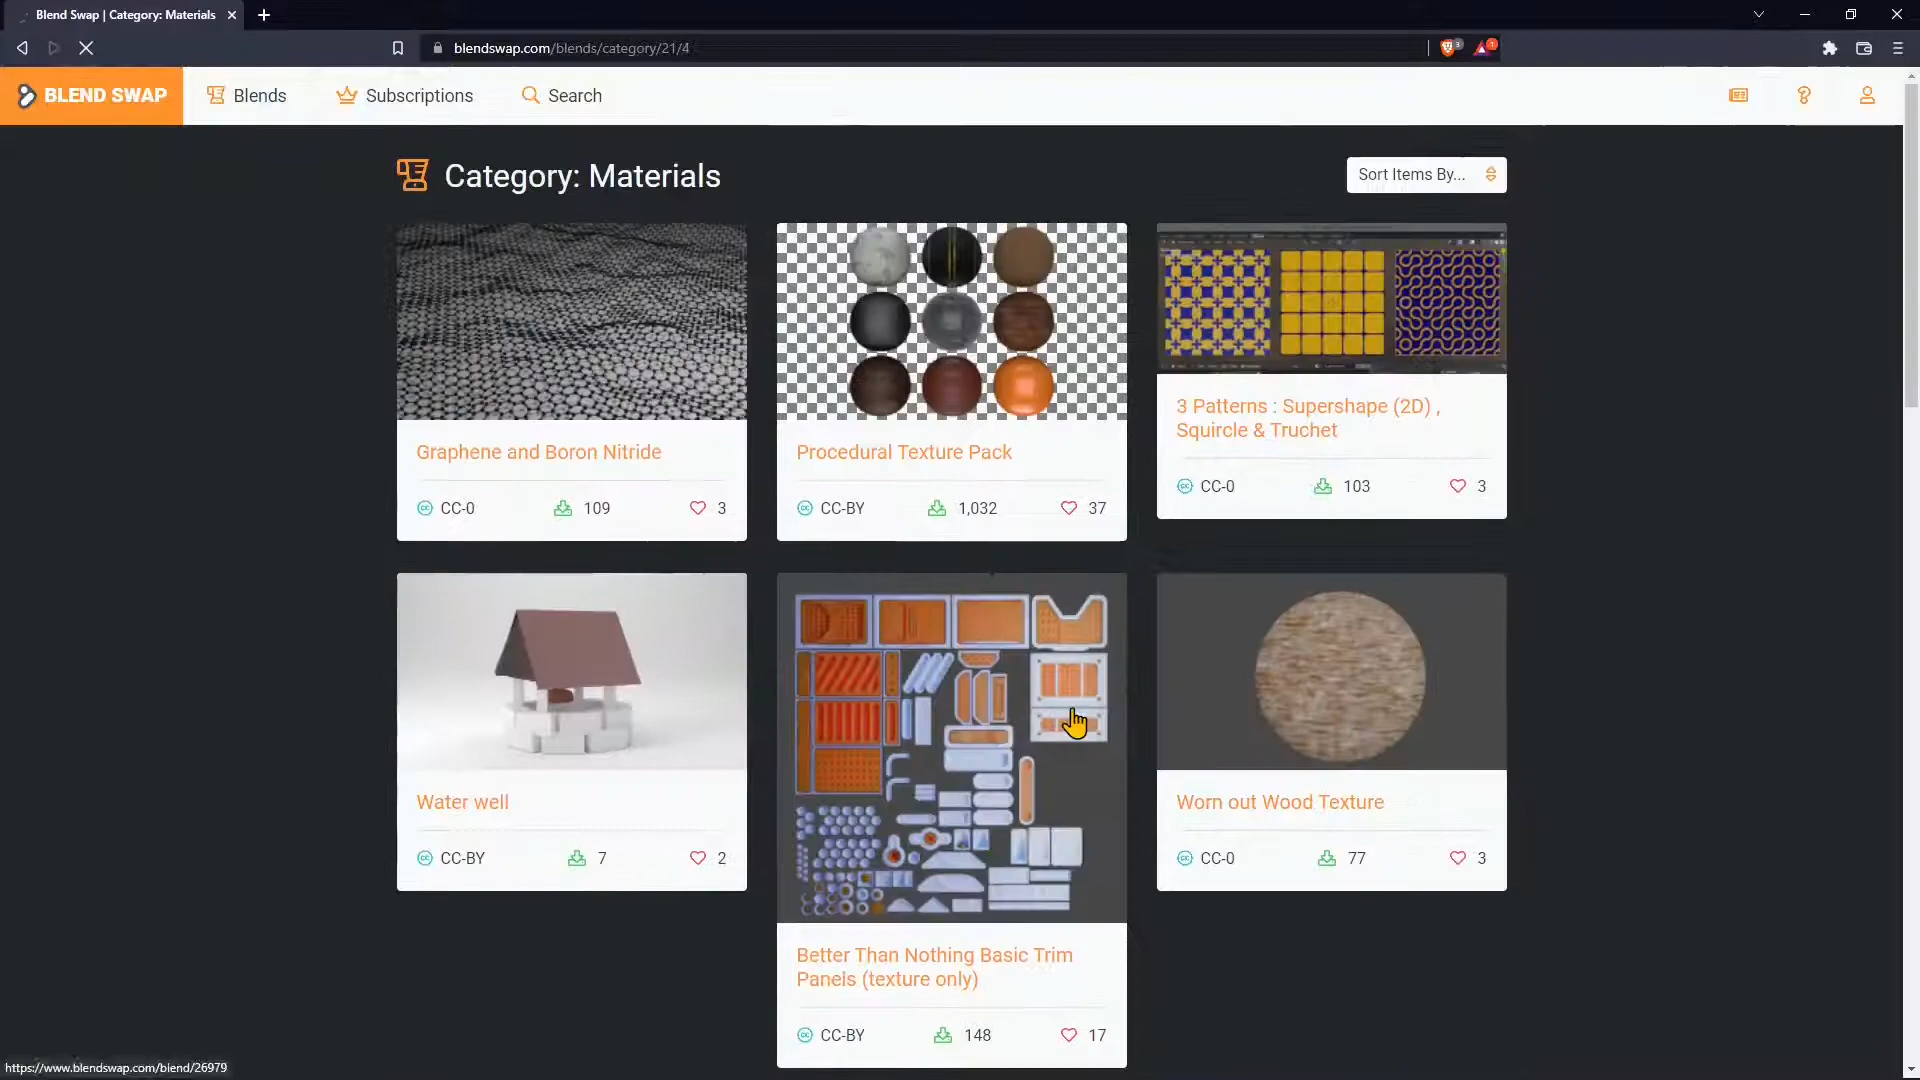 Blend Swap | Category: Materials
blendswap.com/blends/category/21/4
3
1
BLEND SWAP
Blends
Subscriptions
Search
Category: Materials
Sort Items By...
Graphene and Boron Nitride
CC-0
109
3
Procedural Texture Pack
CC-BY
1,032
37
3 Patterns : Supershape (2D) ,
Squircle & Truchet
CC-0
103
3
Water well
CC-BY
7
2
Better Than Nothing Basic Trim
Panels (texture only)
CC-BY
148
17
Worn out Wood Texture
CC-0
77
3
https://www.blendswap.com/blend/26979